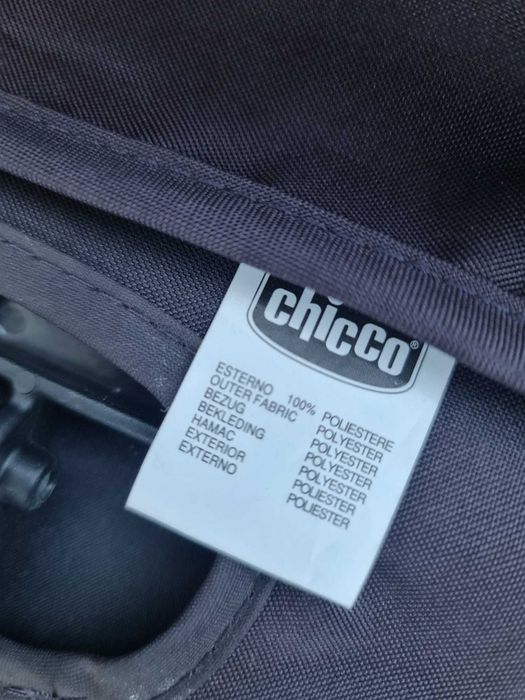 chicco®
ESTERNO 100% POLIESTERE
OUTER FABRIC POLYESTER
BEZUG POLYESTER
BEKLEDING POLYESTER
HAMAC POLYESTER
EXTERIOR POLIESTER
EXTERNO POLIESTER